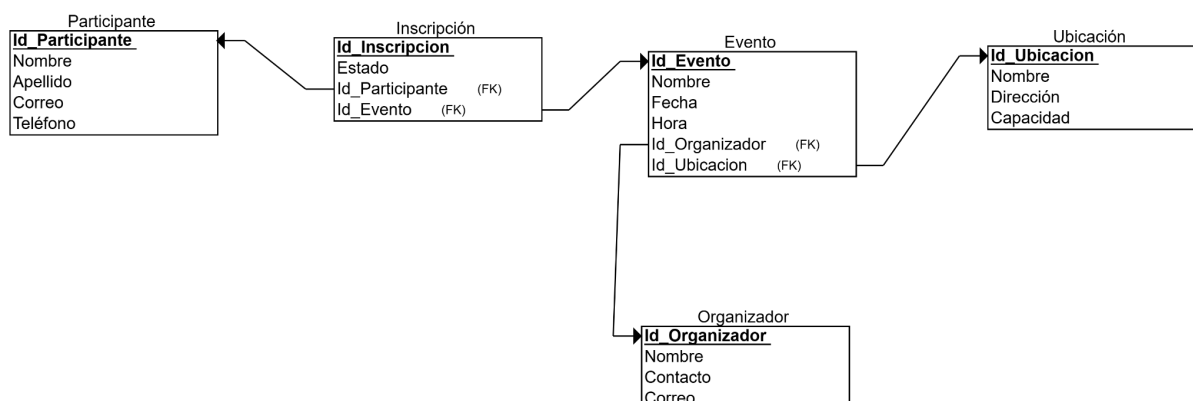 Participante
Id_Participante
Nombre
Apellido
Correo
Teléfono
Inscripción
Id_Inscripcion
Estado
Id_Participante (FK)
Id_Evento (FK)
Evento
Id_Evento
Nombre
Fecha
Hora
Id_Organizador (FK)
Id_Ubicacion (FK)
Ubicación
Id_Ubicacion
Nombre
Dirección
Capacidad
Organizador
Id_Organizador
Nombre
Contacto
Correo